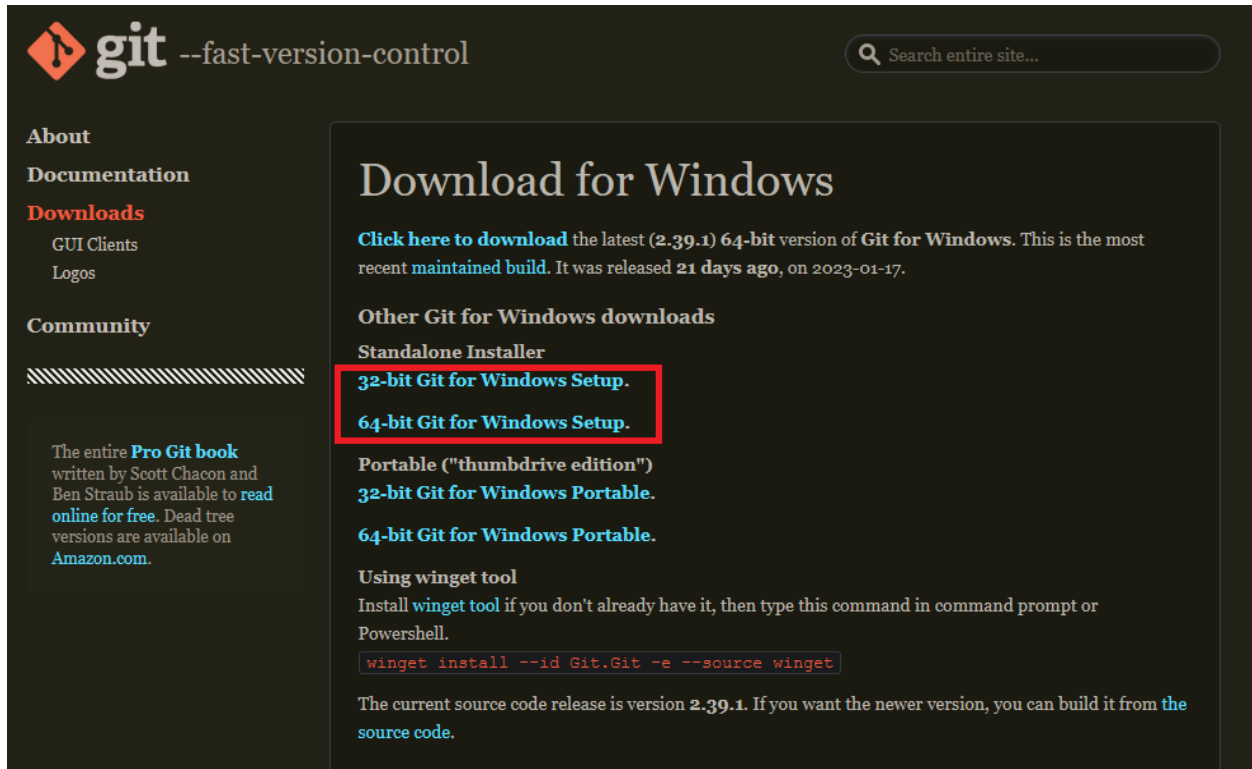 git --fast-version-control
Search entire site...
About
Documentation
Downloads
GUI Clients
Logos
Community
The entire Pro Git book
written by Scott Chacon and
Ben Straub is available to read
online for free. Dead tree
versions are available on
Amazon.com.
Download for Windows
Click here to download the latest (2.39.1) 64-bit version of Git for Windows. This is the most
recent maintained build. It was released 21 days ago, on 2023-01-17.
Other Git for Windows downloads
Standalone Installer
32-bit Git for Windows Setup.
64-bit Git for Windows Setup.
Portable ("thumbdrive edition")
32-bit Git for Windows Portable.
64-bit Git for Windows Portable.
Using winget tool
Install winget tool if you don't already have it, then type this command in command prompt or
Powershell.
winget install --id Git.Git -e --source winget
The current source code release is version 2.39.1. If you want the newer version, you can build it from the
source code.